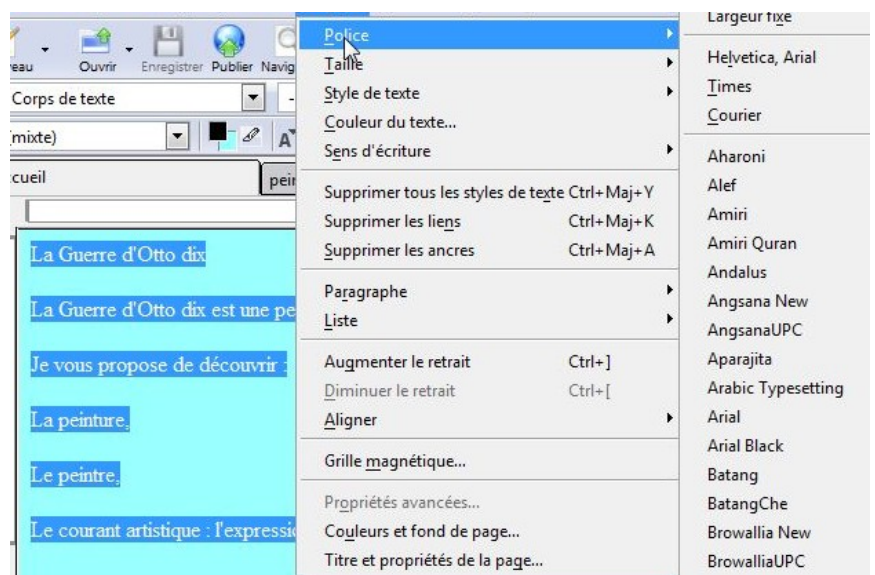 eau Ouvrir Enregistrer Publier Navig
Corps de texte
(mixte)
cueil pein
La Guerre d'Otto dix
La Guerre d'Otto dix est une pe
Je vous propose de découvrir :
La peinture,
Le peintre,
Le courant artistique : l'expressio
Police
Taille
Style de texte
Couleur du texte...
Sens d'écriture
Supprimer tous les styles de texte Ctrl+Maj+Y
Supprimer les liens Ctrl+Maj+K
Supprimer les ancres Ctrl+Maj+A
Paragraphe
Liste
Augmenter le retrait Ctrl+]
Diminuer le retrait Ctrl+[
Aligner
Grille magnétique...
Propriétés avancées...
Couleurs et fond de page...
Titre et propriétés de la page...
Largeur fixe
Helvetica, Arial
Times
Courier
Aharoni
Alef
Amiri
Amiri Quran
Andalus
Angsana New
AngsanaUPC
Aparajita
Arabic Typesetting
Arial
Arial Black
Batang
BatangChe
Browallia New
BrowalliaUPC